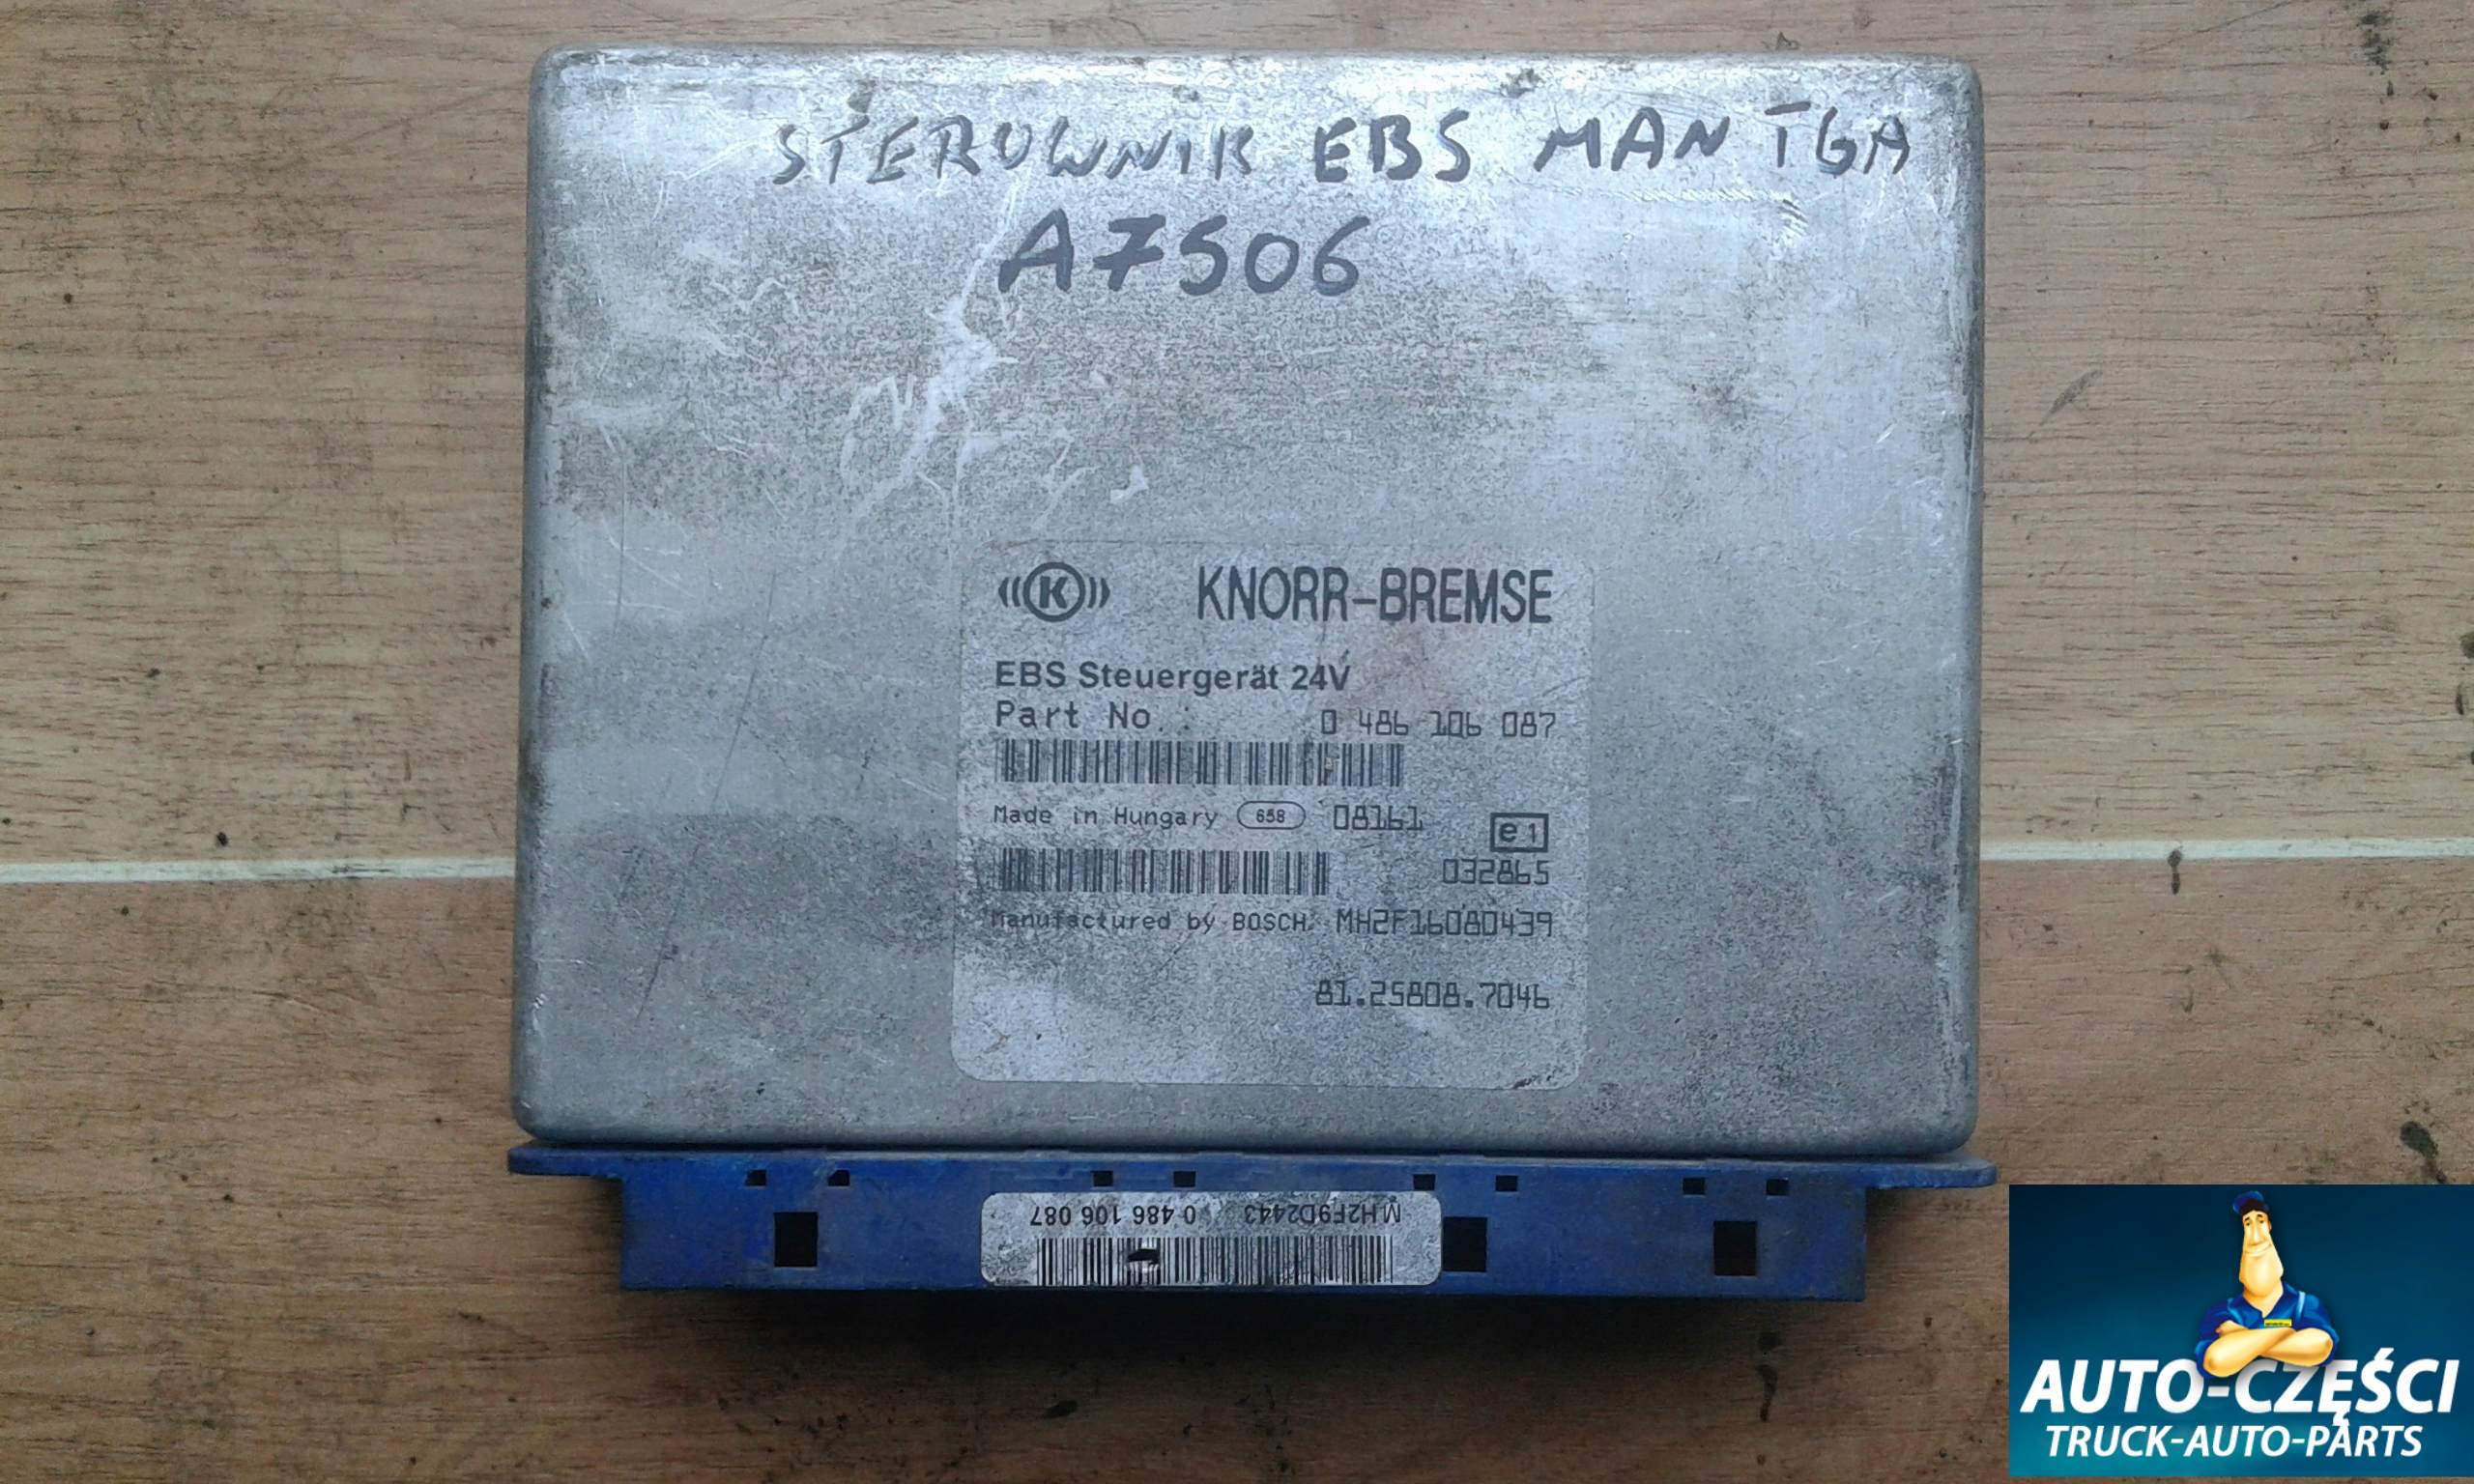 STEROWNIK EBS MAN TGA
A7506
K KNORR-BREMSE
EBS Steuergerät 24V
Part No.: 0 486 106 087
Made in Hungary 658 08161 e1
032865
Manufactured by BOSCH. MH2F16080439
81.25808.7046
MH2F9D2443 0 486 106 087
AUTO-CZĘŚCI
TRUCK-AUTO-PARTS